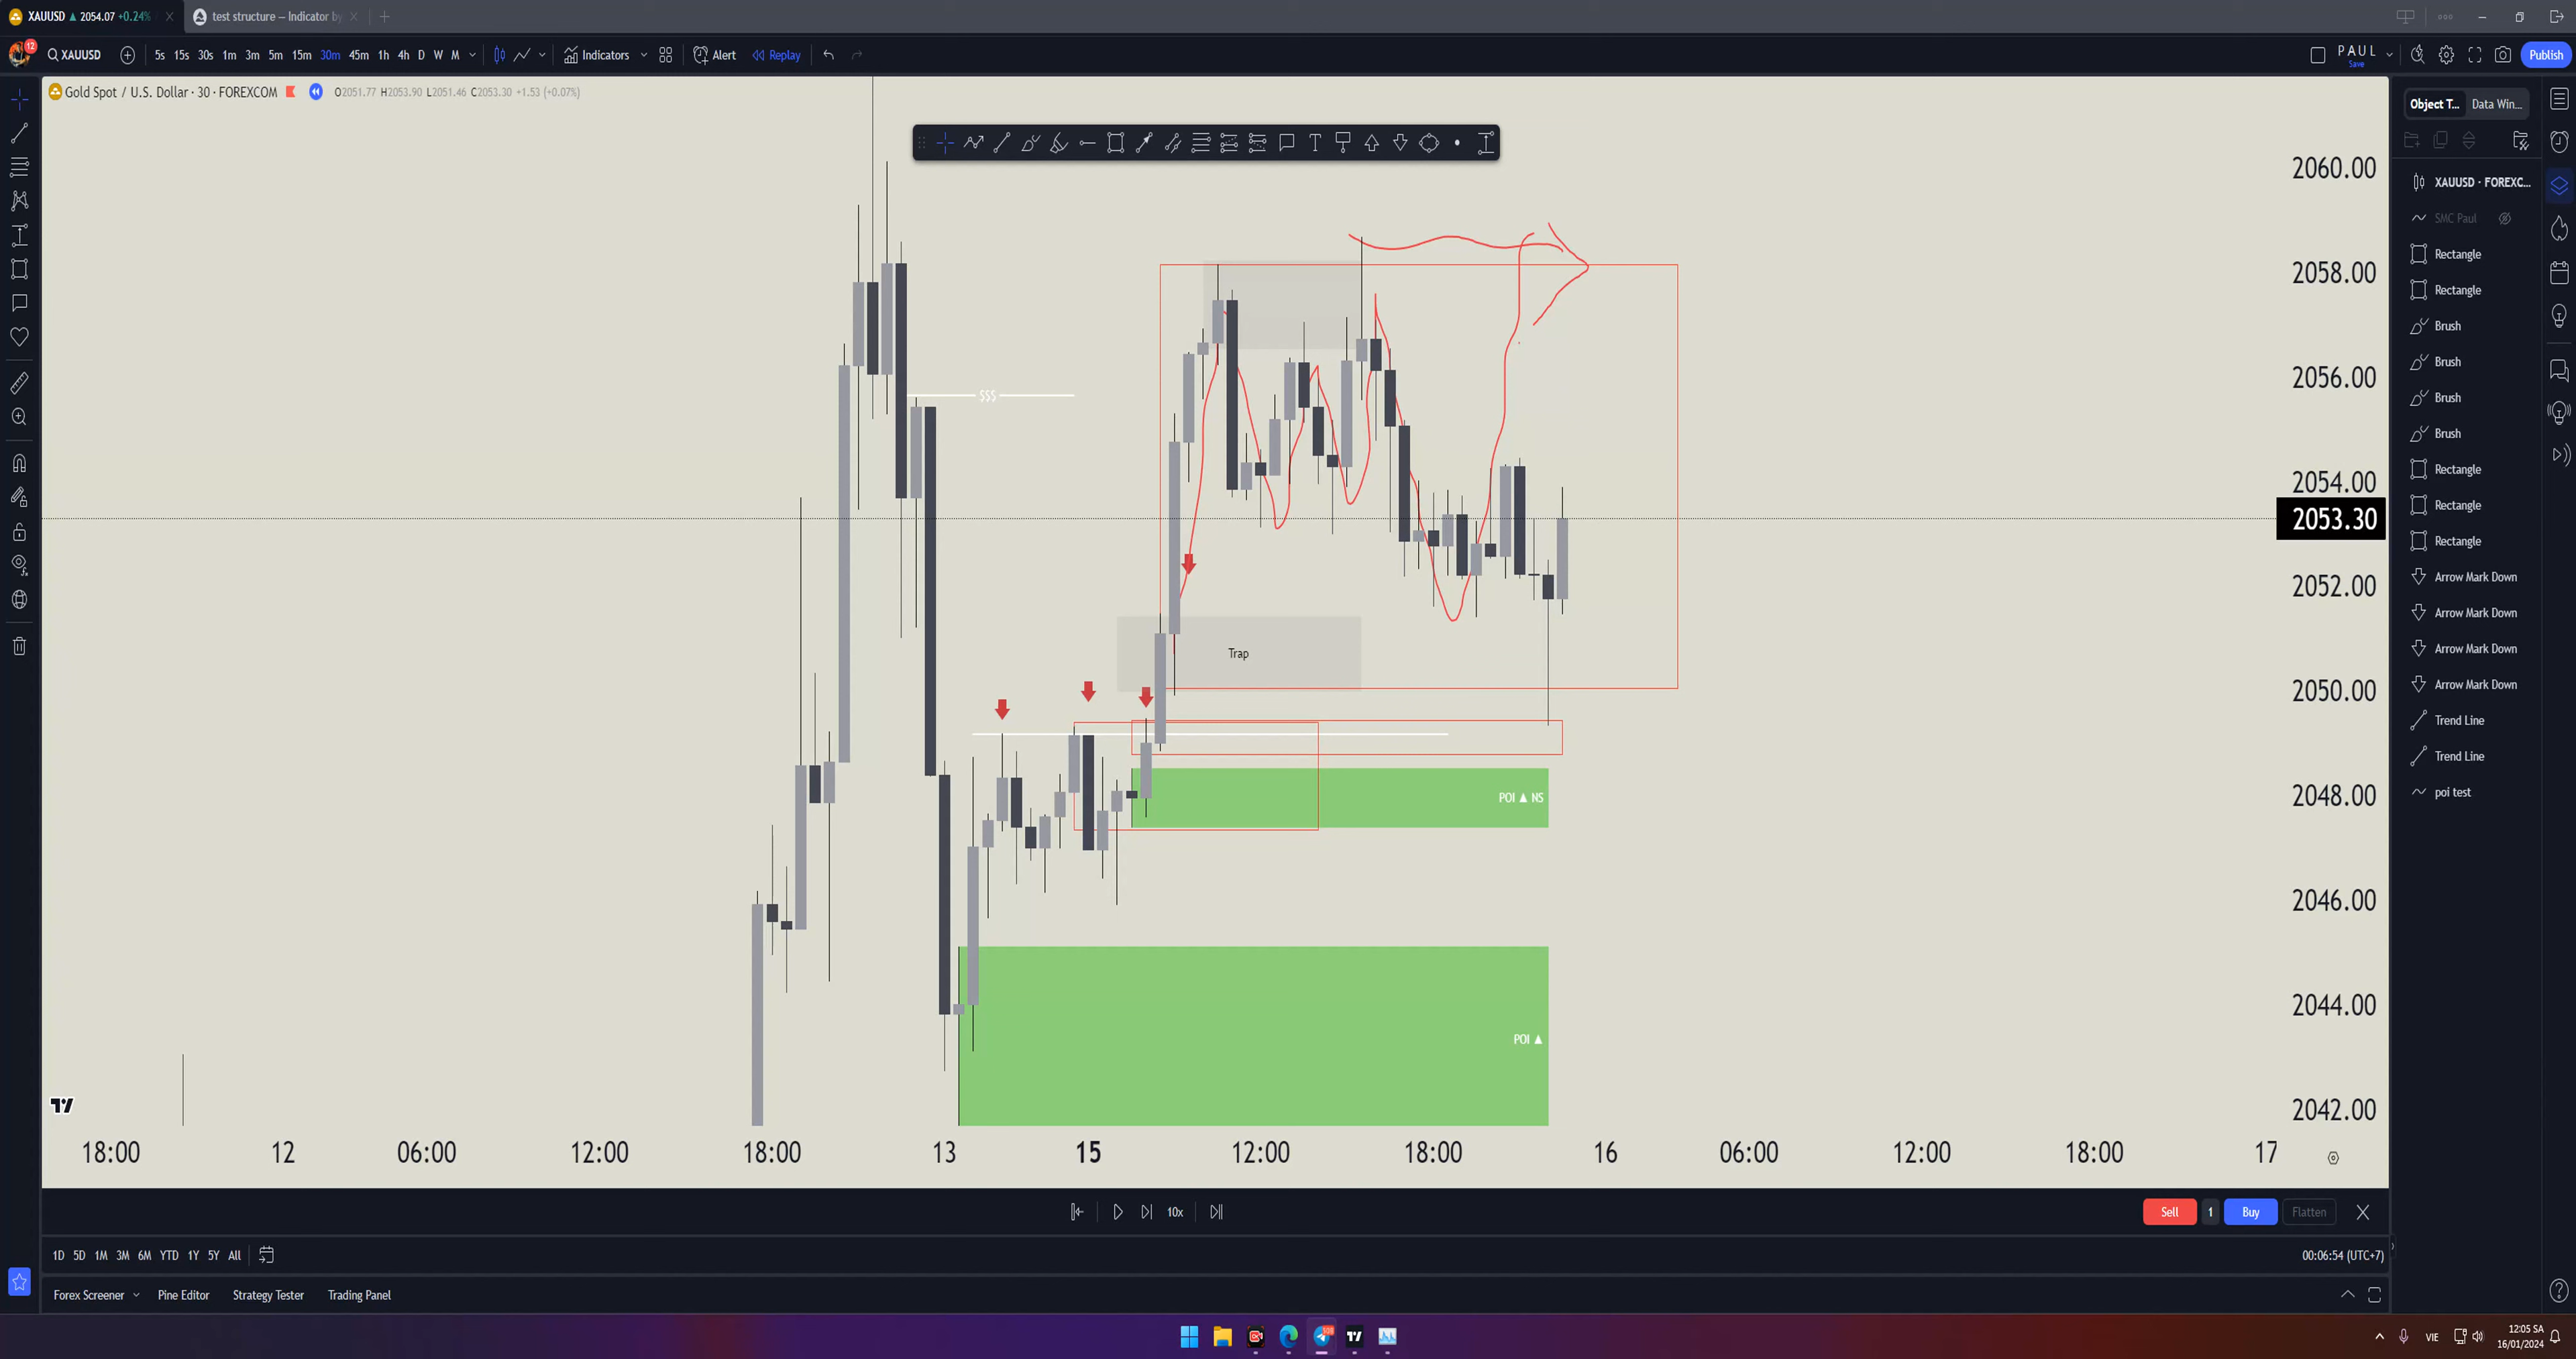 XAUUSD ▲ 2054.07 +0.24%
test structure – Indicator by
12
XAUUSD
5s 15s 30s 1m 3m 5m 15m 30m 45m 1h 4h D W M
Indicators
Alert
Replay
PAUL
Save
Publish
Gold Spot / U.S. Dollar · 30 · FOREXCOM
O2051.77 H2053.90 L2051.46 C2053.30 +1.53 (+0.07%)
Object T...
Data Win...
XAUUSD · FOREXC...
SMC Paul
Rectangle
Rectangle
Brush
Brush
Brush
Brush
Rectangle
Rectangle
Rectangle
Arrow Mark Down
Arrow Mark Down
Arrow Mark Down
Arrow Mark Down
Trend Line
Trend Line
poi test
2060.00
2058.00
2056.00
2054.00
2053.30
2052.00
2050.00
2048.00
2046.00
2044.00
2042.00
$$$
Trap
POI ▲ NS
POI ▲
18:00 12 06:00 12:00 18:00 13 15 12:00 18:00 16 06:00 12:00 18:00 17
10x
Sell
1
Buy
Flatten
1D 5D 1M 3M 6M YTD 1Y 5Y All
00:06:54 (UTC+7)
Forex Screener
Pine Editor
Strategy Tester
Trading Panel
VIE
12:05 SA
16/01/2024